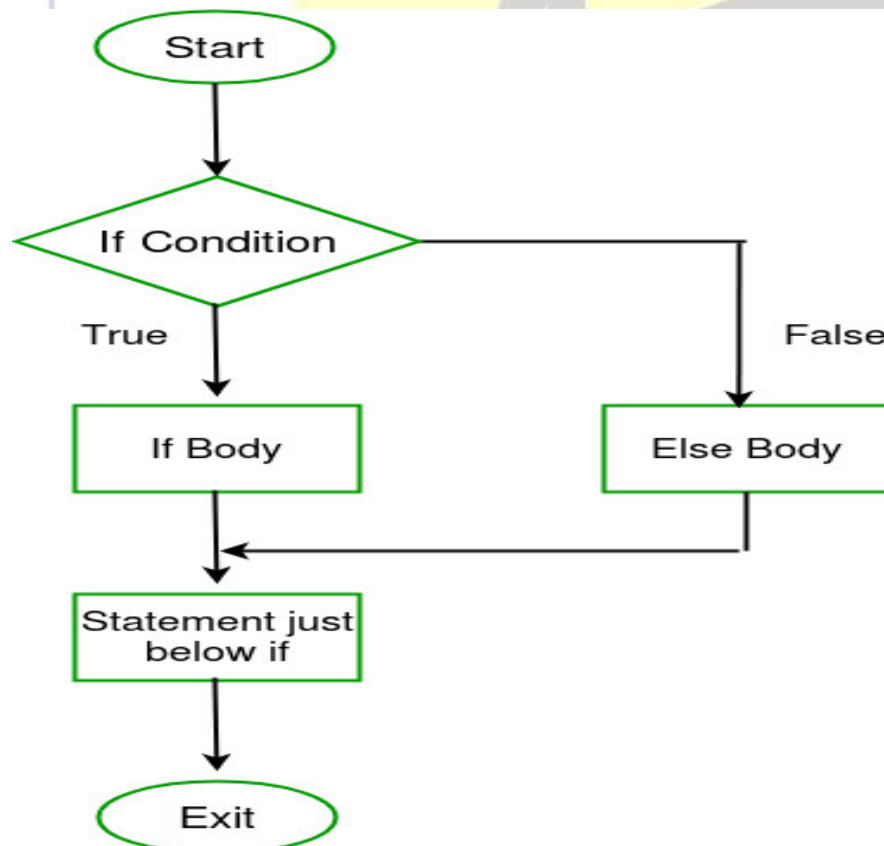 Start
If Condition
True
False
If Body
Else Body
Statement just
below if
Exit